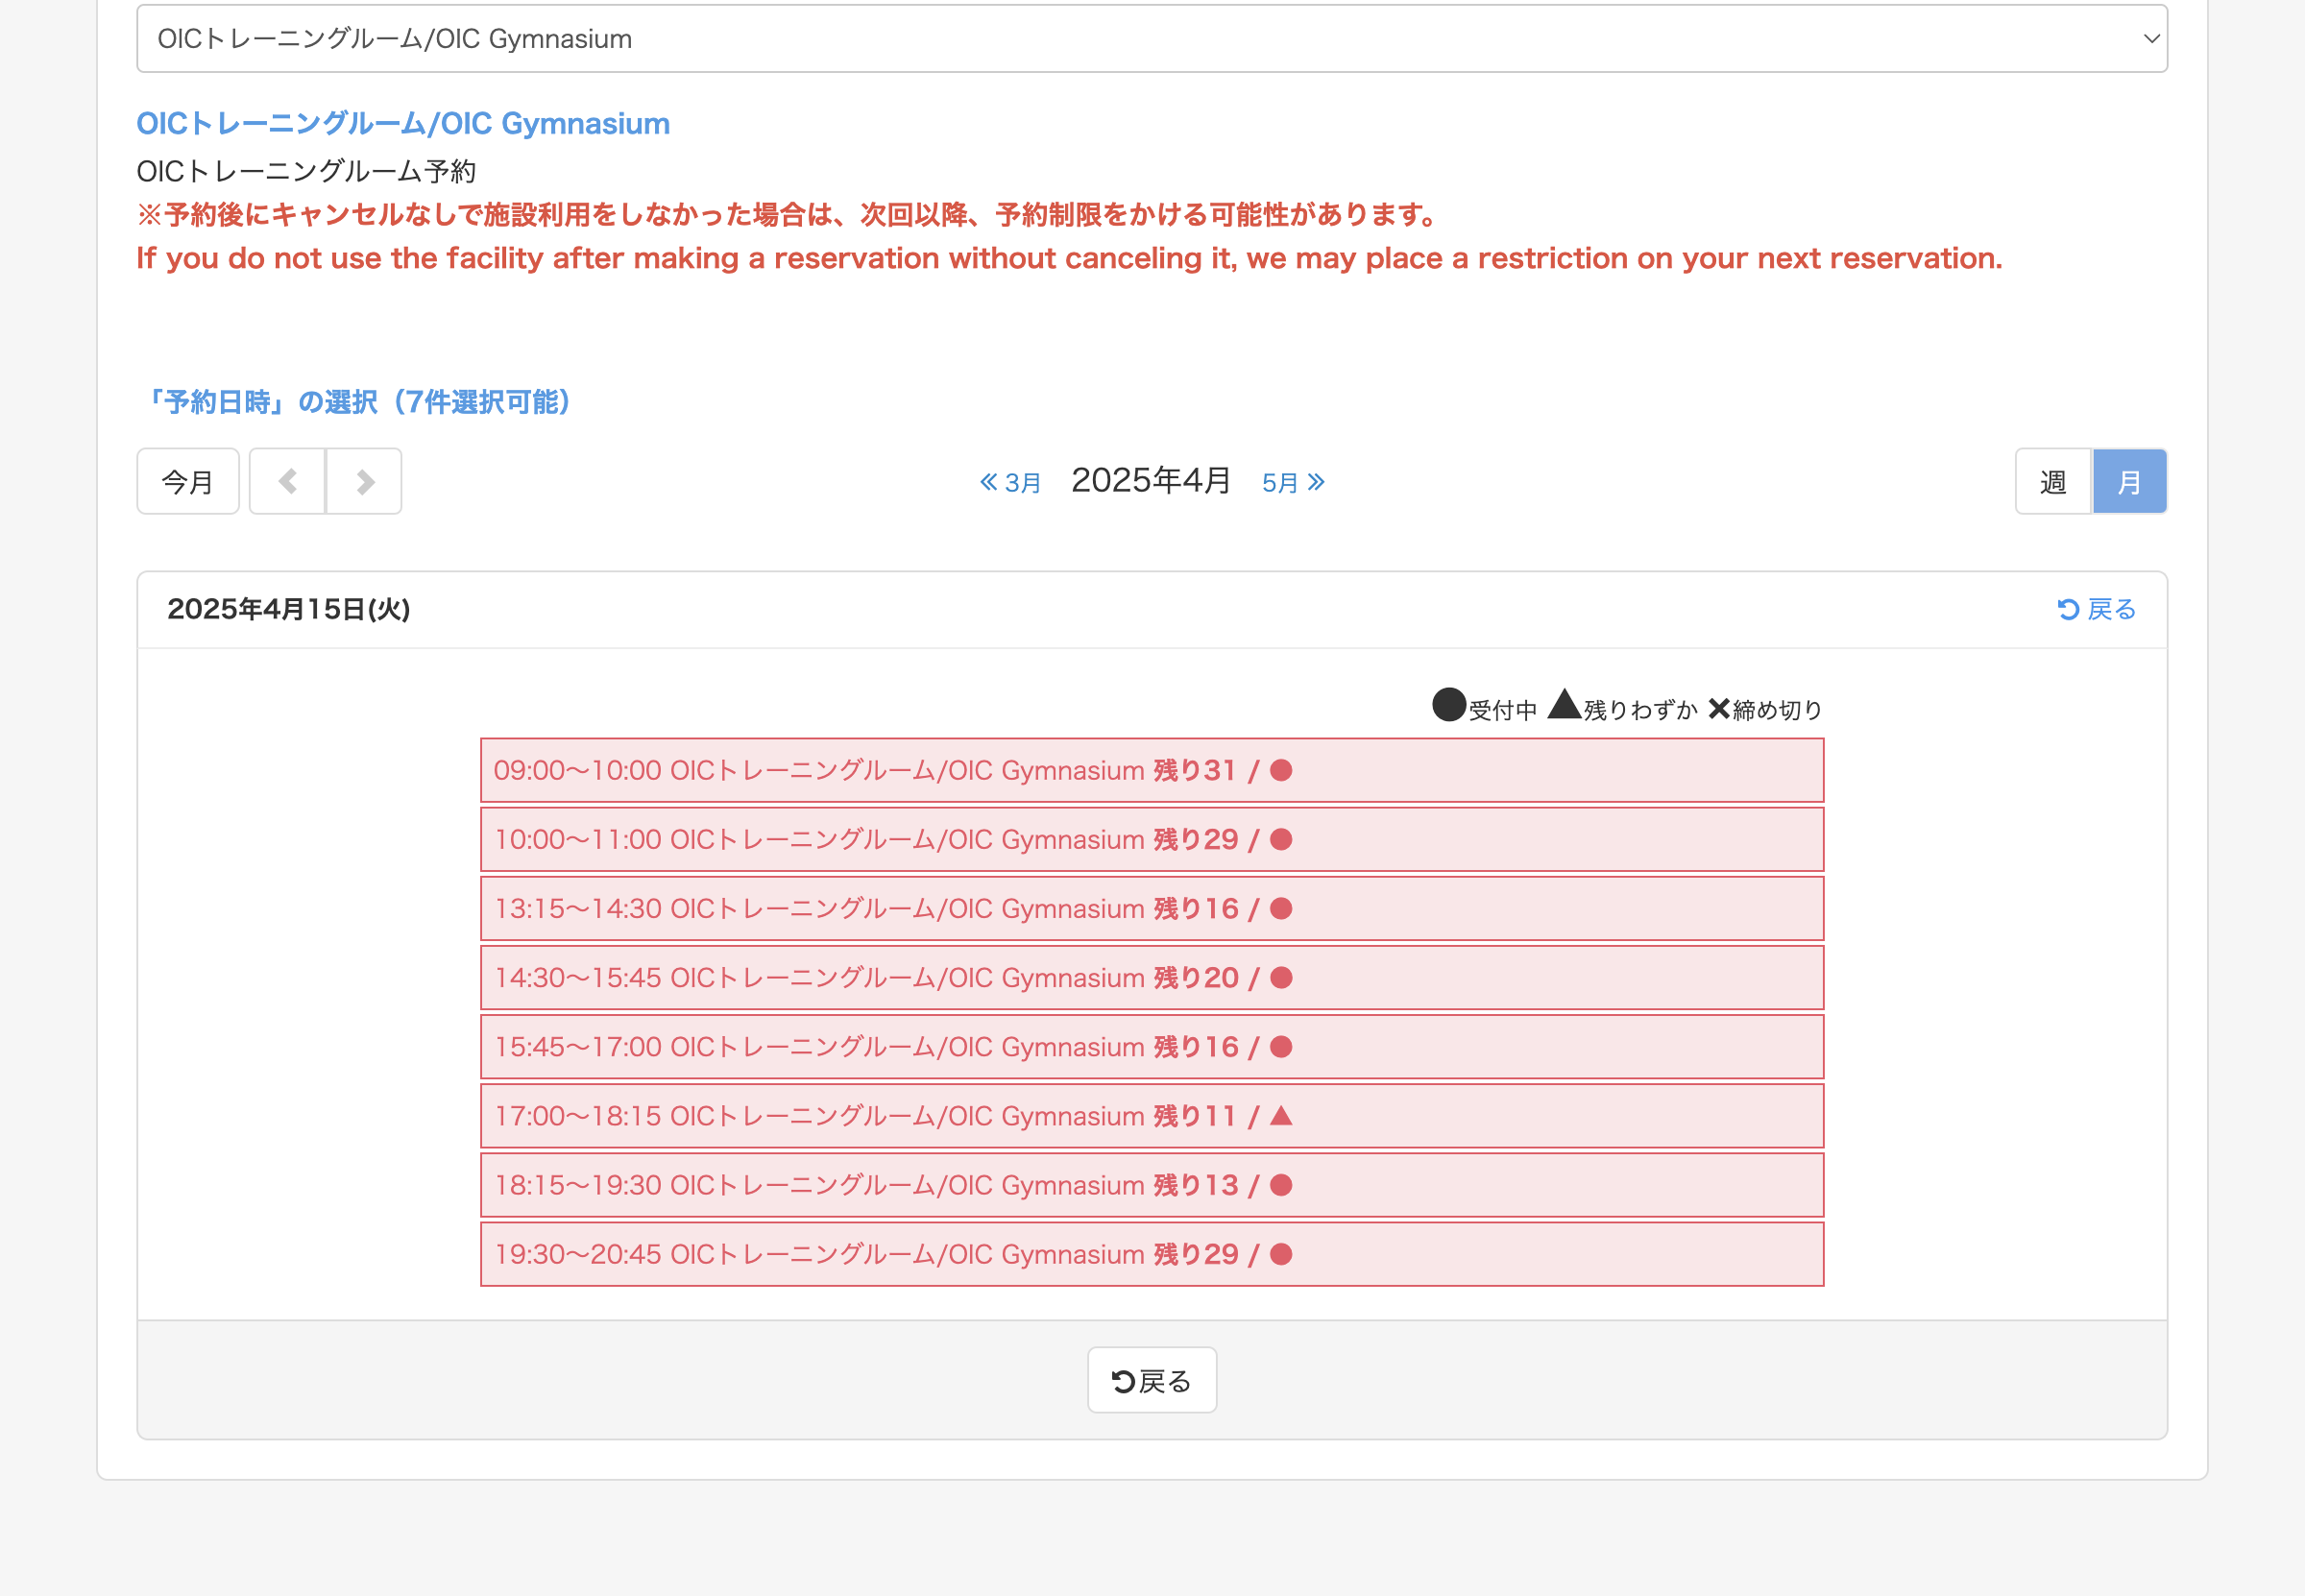 OICトレーニングルーム/OIC Gymnasium
OICトレーニングルーム/OIC Gymnasium
OICトレーニングルーム予約
※予約後にキャンセルなしで施設利用をしなかった場合は、次回以降、予約制限をかける可能性があります。
If you do not use the facility after making a reservation without canceling it, we may place a restriction on your next reservation.
「予約日時」の選択（7件選択可能）
今月 « 3月 2025年4月 5月 » 週 月
2025年4月15日(火) 戻る
●受付中 ▲残りわずか ×締め切り
09:00～10:00 OICトレーニングルーム/OIC Gymnasium 残り31 / ●
10:00～11:00 OICトレーニングルーム/OIC Gymnasium 残り29 / ●
13:15～14:30 OICトレーニングルーム/OIC Gymnasium 残り16 / ●
14:30～15:45 OICトレーニングルーム/OIC Gymnasium 残り20 / ●
15:45～17:00 OICトレーニングルーム/OIC Gymnasium 残り16 / ●
17:00～18:15 OICトレーニングルーム/OIC Gymnasium 残り11 / ▲
18:15～19:30 OICトレーニングルーム/OIC Gymnasium 残り13 / ●
19:30～20:45 OICトレーニングルーム/OIC Gymnasium 残り29 / ●
戻る